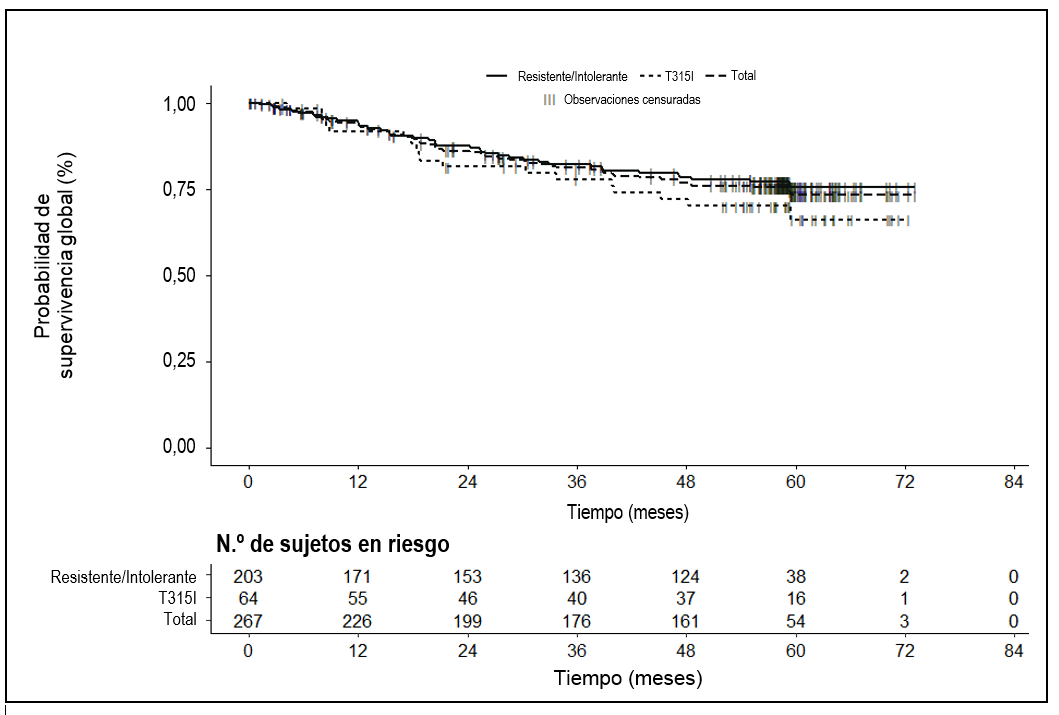 Resistente/Intolerante T315I Total
Observaciones censuradas
Probabilidad de
supervivencia global (%)
1,00
0,75
0,50
0,25
0,00
0 12 24 36 48 60 72 84
Tiempo (meses)
N.º de sujetos en riesgo
Resistente/Intolerante 203 171 153 136 124 38 2 0
T315I 64 55 46 40 37 16 1 0
Total 267 226 199 176 161 54 3 0
0 12 24 36 48 60 72 84
Tiempo (meses)